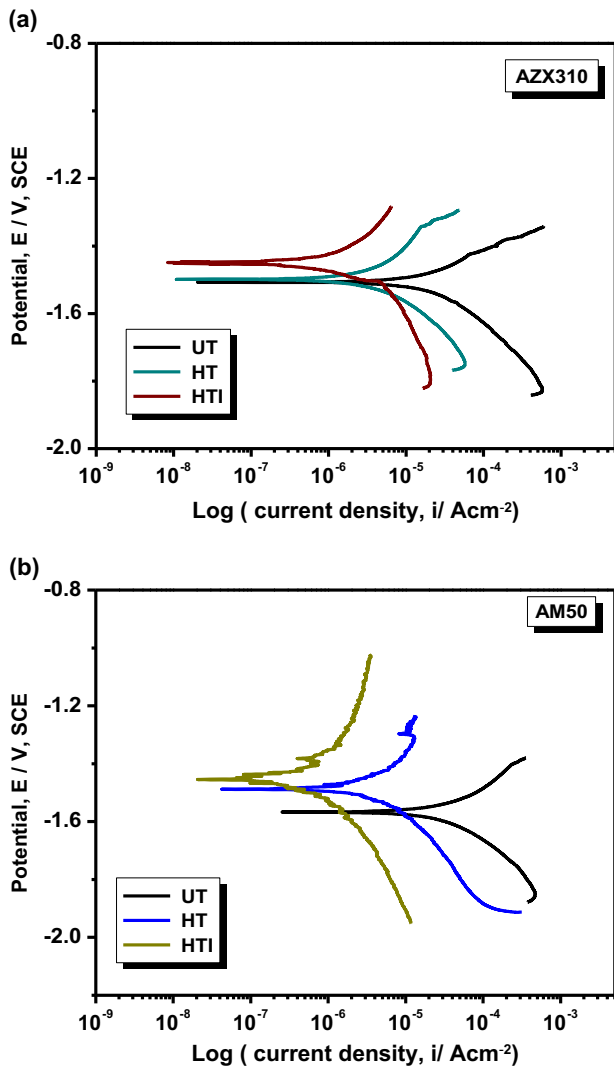 (a)
-0.8
AZX310
-1.2
-1.6
-2.0
Potential, E / V, SCE
UT
HT
HTI
10⁻⁹ 10⁻⁸ 10⁻⁷ 10⁻⁶ 10⁻⁵ 10⁻⁴ 10⁻³
Log ( current density, i/ Acm⁻²)
(b)
-0.8
AM50
-1.2
-1.6
-2.0
Potential, E / V, SCE
UT
HT
HTI
10⁻⁹ 10⁻⁸ 10⁻⁷ 10⁻⁶ 10⁻⁵ 10⁻⁴ 10⁻³
Log ( current density, i/ Acm⁻²)